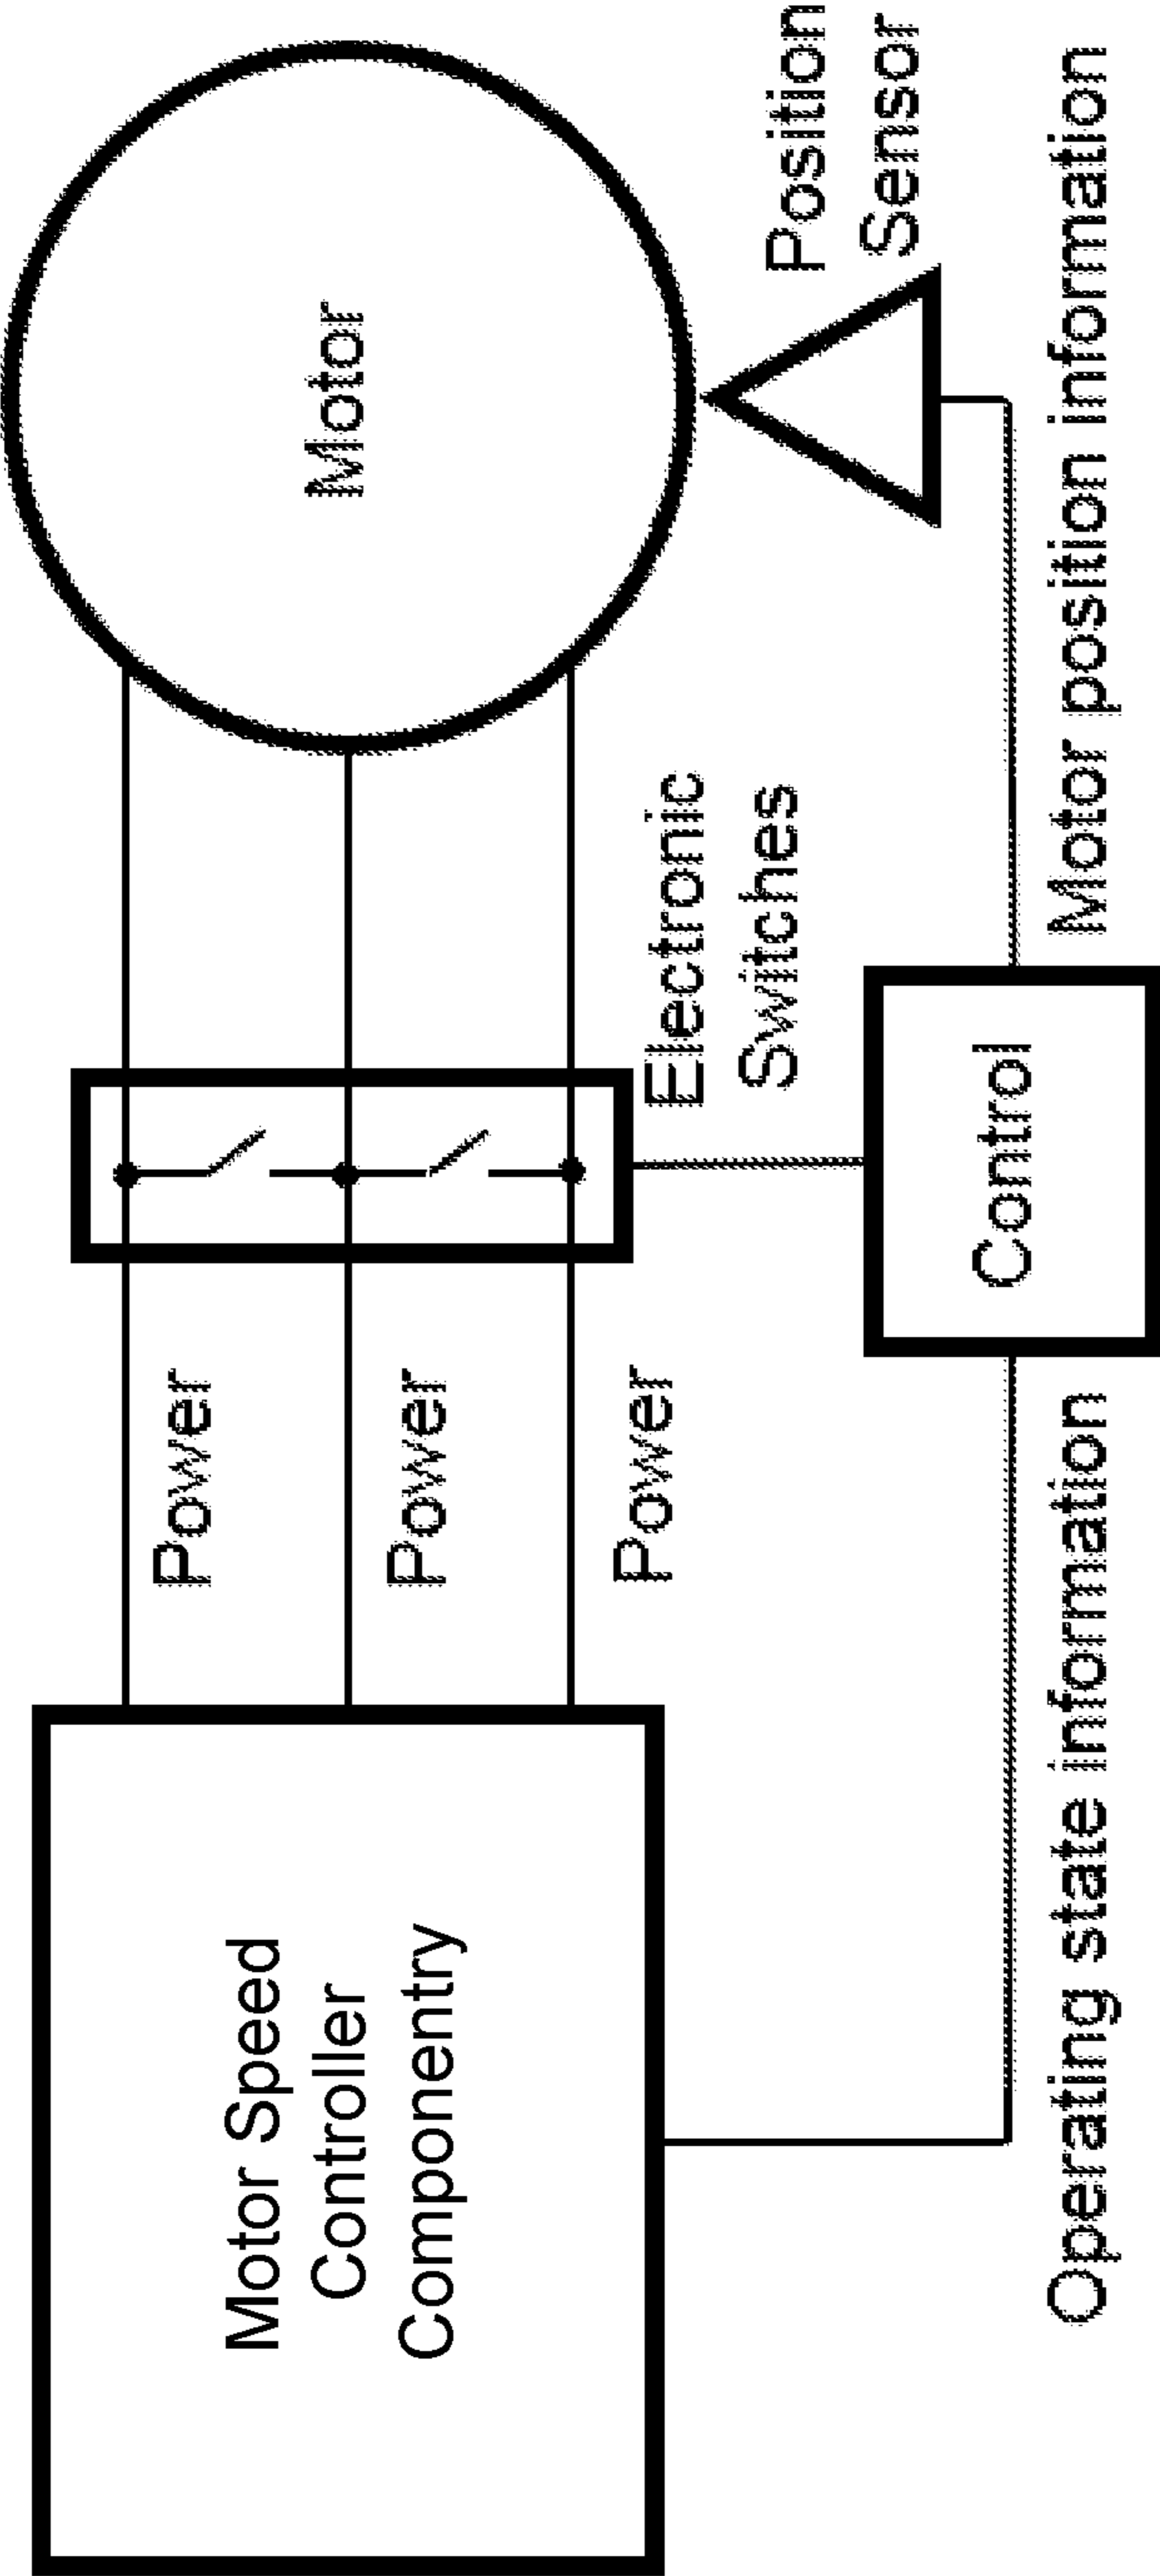 Motor Speed
Controller
Componentry
Power
Power
Power
Electronic
Switches
Motor
Position
Sensor
Control
Operating state information
Motor position information